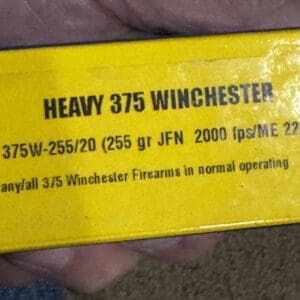 HEAVY 375 WINCHESTER
375W-255/20 (255 gr JFN 2000 fps/ME 22
any/all 375 Winchester Firearms in normal operating